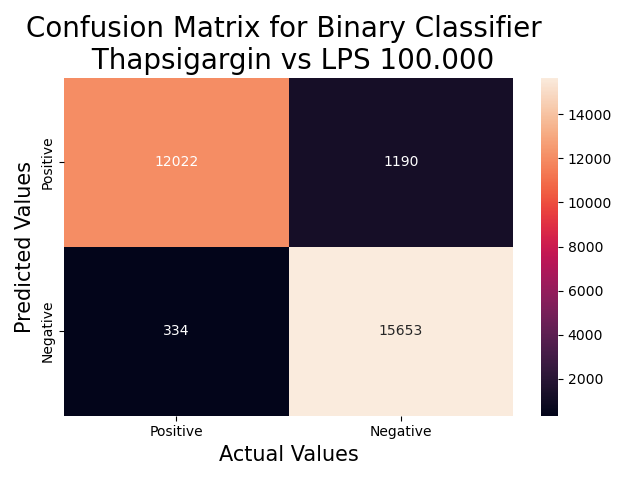 Confusion Matrix for Binary Classifier
Thapsigargin vs LPS 100.000
Predicted Values
Positive
Negative
12022
1190
334
15653
Positive
Negative
Actual Values
14000
12000
10000
8000
6000
4000
2000